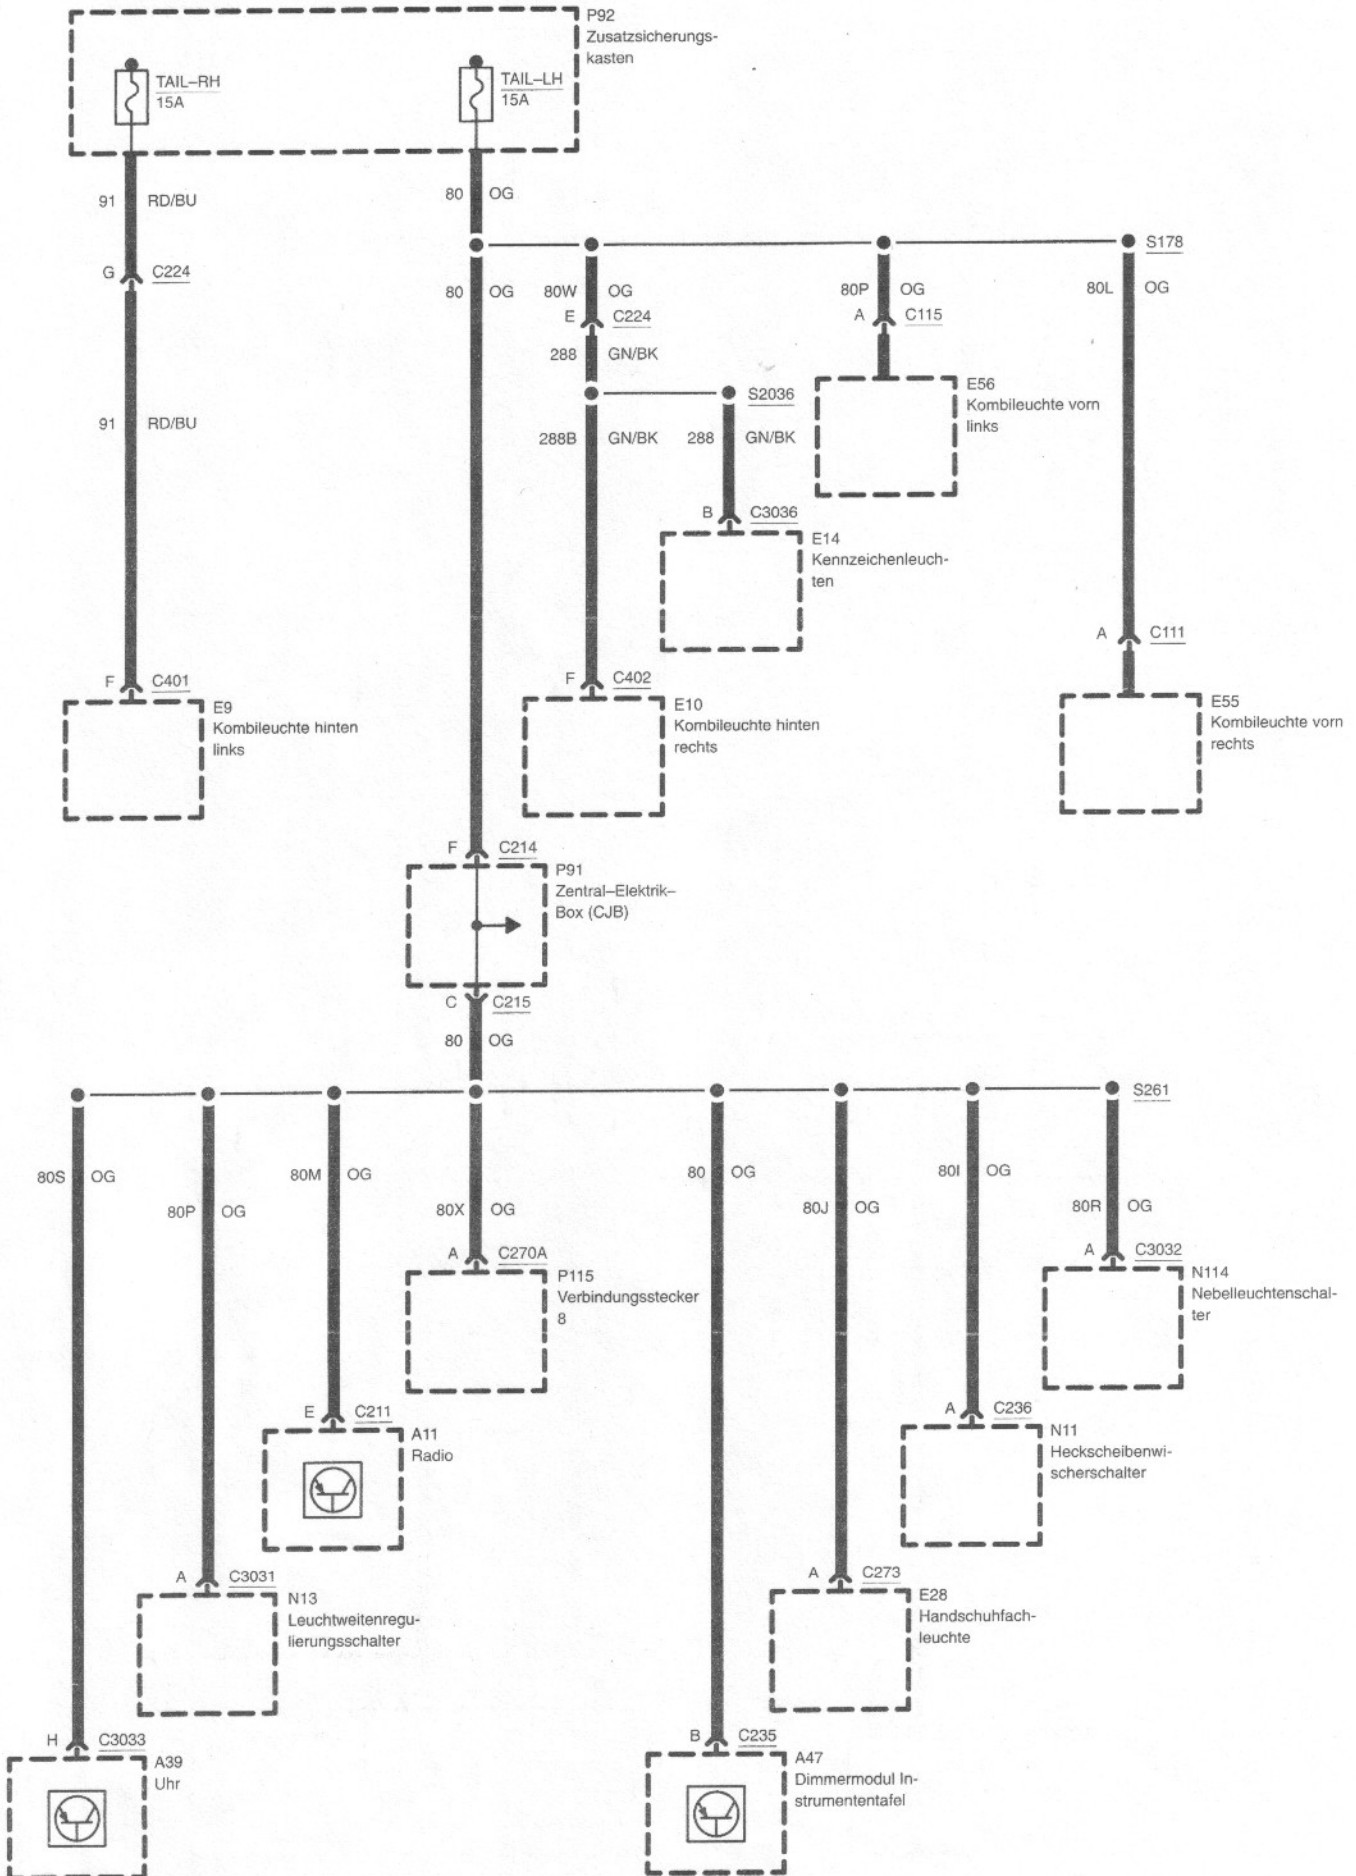 P92
Zusatzsicherungs-
kasten
TAIL–RH
15A
TAIL–LH
15A
91 RD/BU
80 OG
S178
G C224
80 OG
80W OG
80P OG
80L OG
E C224
A C115
288 GN/BK
E56
Kombileuchte vorn
links
S2036
91 RD/BU
288B GN/BK
288 GN/BK
B C3036
E14
Kennzeichenleuch-
ten
A C111
F C401
F C402
E9
Kombileuchte hinten
links
E10
Kombileuchte hinten
rechts
E55
Kombileuchte vorn
rechts
F C214
P91
Zentral–Elektrik–
Box (CJB)
C C215
80 OG
S261
80S OG
80P OG
80M OG
80X OG
80 OG
80J OG
80I OG
80R OG
A C270A
A C3032
P115
Verbindungsstecker
8
N114
Nebelleuchtenschal-
ter
E C211
A C236
A11
Radio
N11
Heckscheibenwi-
scherschalter
A C3031
A C273
N13
Leuchtweitenregu-
lierungsschalter
E28
Handschuhfach-
leuchte
H C3033
B C235
A39
Uhr
A47
Dimmermodul In-
strumententafel